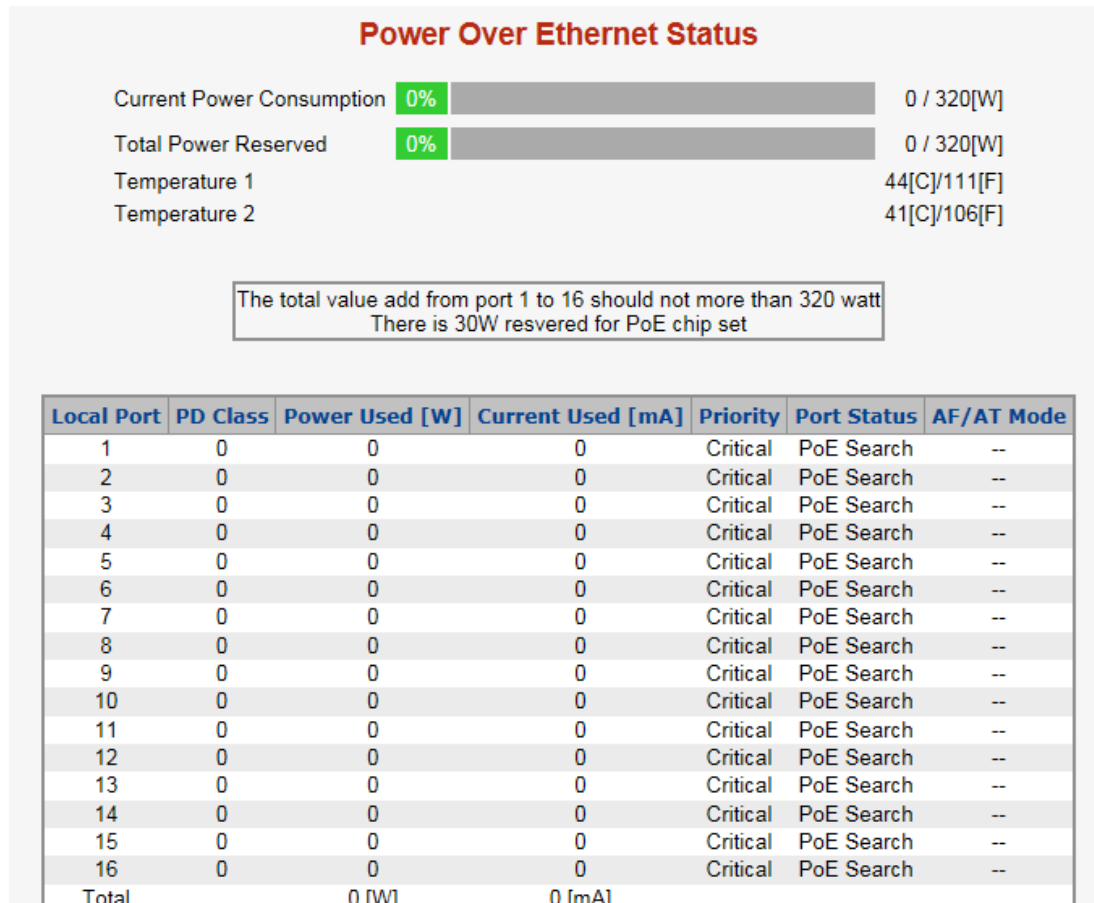 Power Over Ethernet Status
Current Power Consumption 0% 0 / 320[W]
Total Power Reserved 0% 0 / 320[W]
Temperature 1 44[C]/111[F]
Temperature 2 41[C]/106[F]
The total value add from port 1 to 16 should not more than 320 watt
There is 30W resvered for PoE chip set
Local Port PD Class Power Used [W] Current Used [mA] Priority Port Status AF/AT Mode
1 0 0 0 Critical PoE Search --
2 0 0 0 Critical PoE Search --
3 0 0 0 Critical PoE Search --
4 0 0 0 Critical PoE Search --
5 0 0 0 Critical PoE Search --
6 0 0 0 Critical PoE Search --
7 0 0 0 Critical PoE Search --
8 0 0 0 Critical PoE Search --
9 0 0 0 Critical PoE Search --
10 0 0 0 Critical PoE Search --
11 0 0 0 Critical PoE Search --
12 0 0 0 Critical PoE Search --
13 0 0 0 Critical PoE Search --
14 0 0 0 Critical PoE Search --
15 0 0 0 Critical PoE Search --
16 0 0 0 Critical PoE Search --
Total 0 [W] 0 [mA]